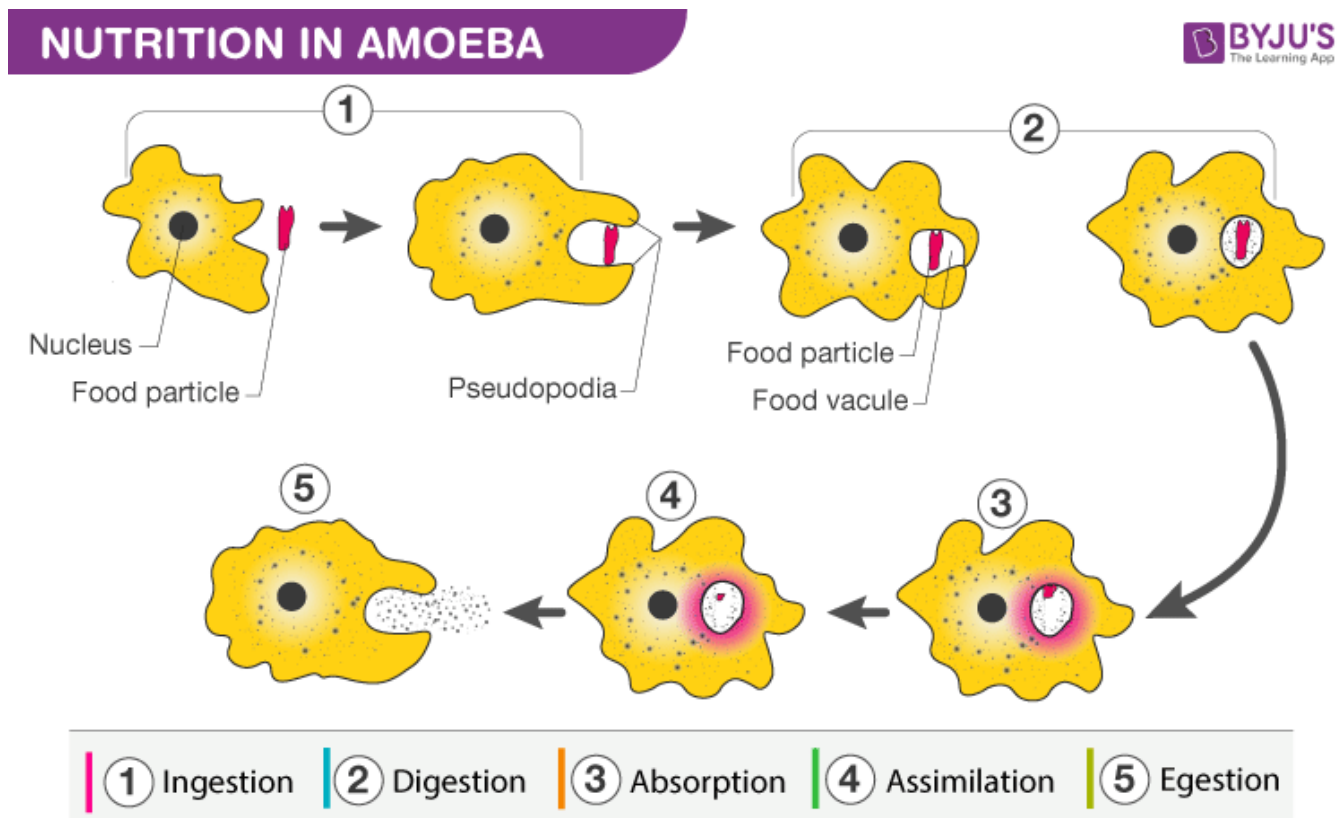 NUTRITION IN AMOEBA
BYJU'S
The Learning App
1
2
Nucleus
Food particle
Pseudopodia
Food particle
Food vacule
5
4
3
1 Ingestion
2 Digestion
3 Absorption
4 Assimilation
5 Egestion